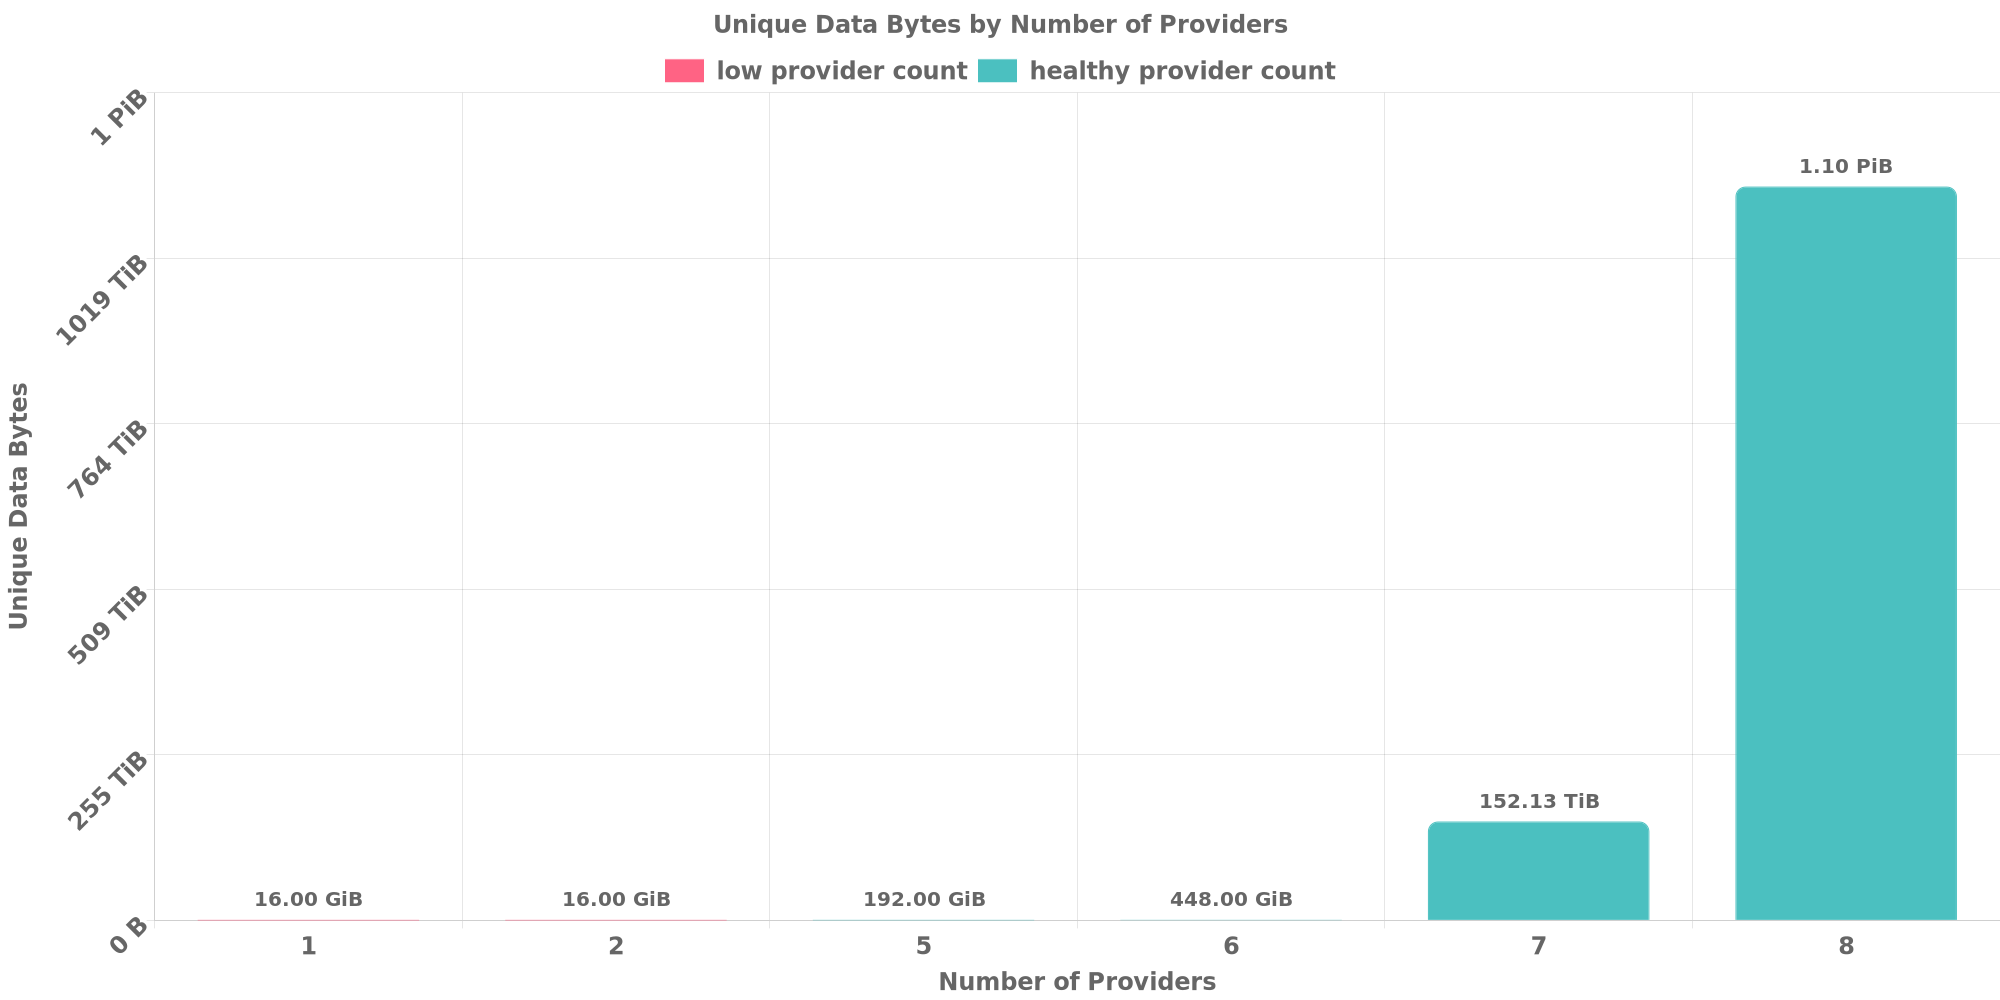 Unique Data Bytes by Number of Providers
low provider count healthy provider count
1 PiB
1019 TiB
764 TiB
509 TiB
255 TiB
0 B
Unique Data Bytes
16.00 GiB
16.00 GiB
192.00 GiB
448.00 GiB
152.13 TiB
1.10 PiB
1 2 5 6 7 8
Number of Providers